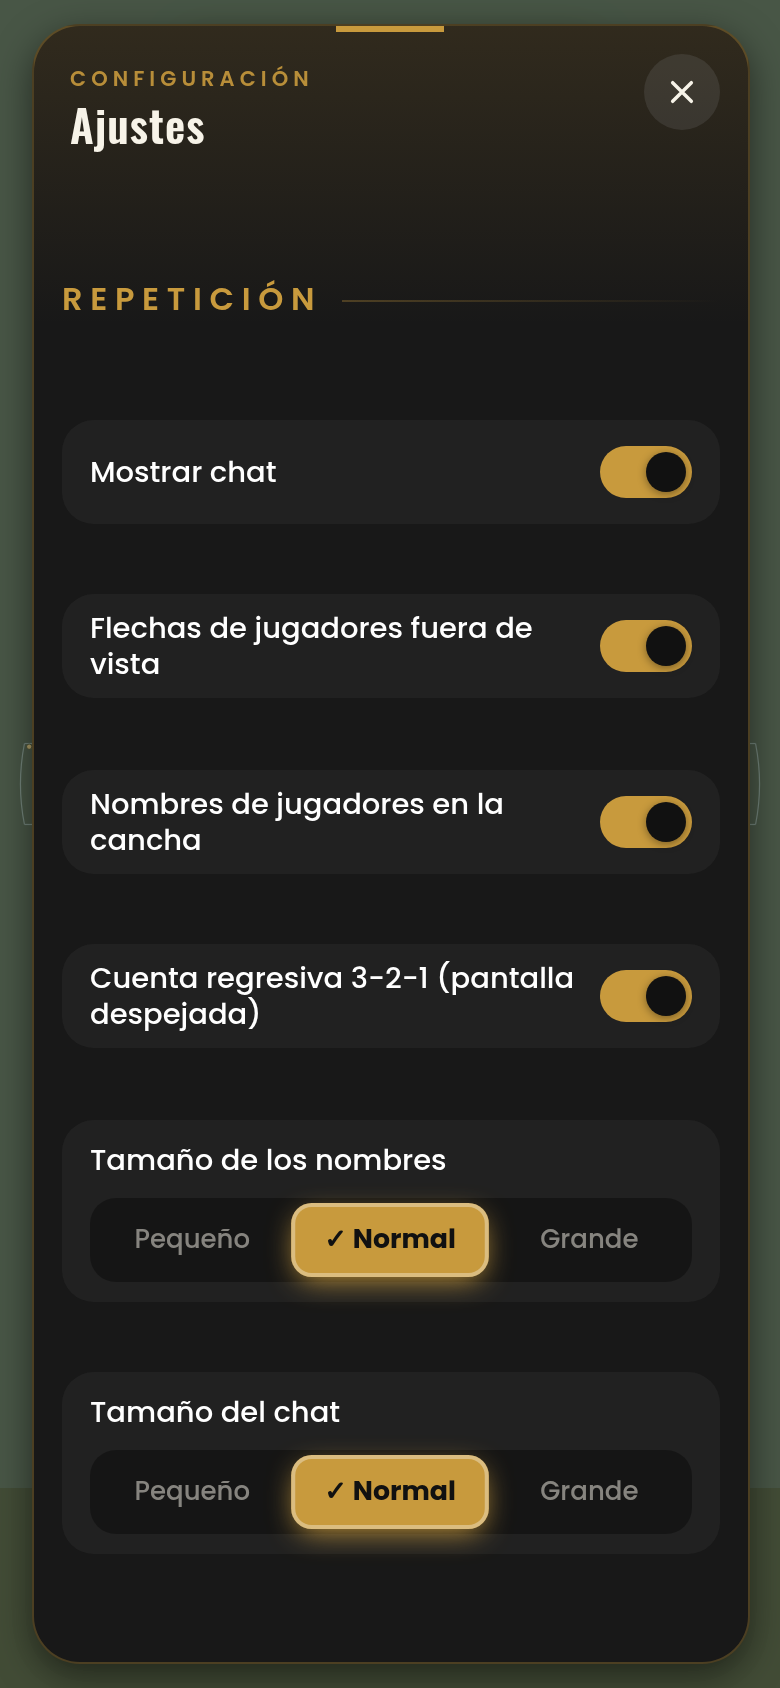 CONFIGURACIÓN
Ajustes
REPETICIÓN
Mostrar chat
Flechas de jugadores fuera de
vista
Nombres de jugadores en la
cancha
Cuenta regresiva 3-2-1 (pantalla
despejada)
Tamaño de los nombres
Pequeño ✓ Normal Grande
Tamaño del chat
Pequeño ✓ Normal Grande